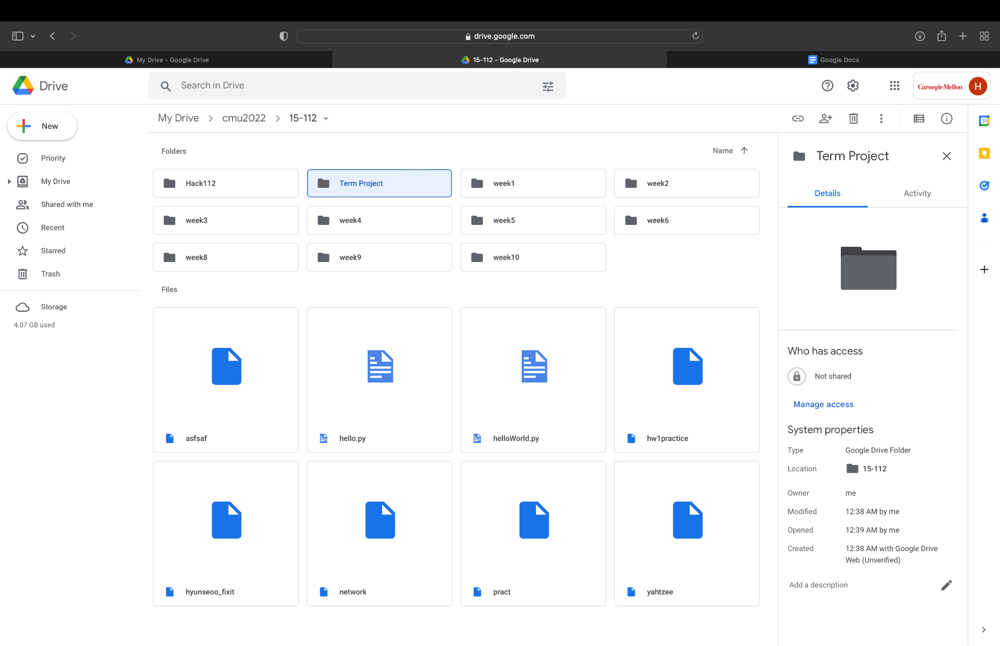 drive.google.com
My Drive - Google Drive
15-112 - Google Drive
Google Docs
Drive
Search in Drive
Carnegie Mellon
H
New
My Drive
cmu2022
15-112
31
Priority
My Drive
Shared with me
Recent
Starred
Trash
Storage
4.07 GB used
Folders
Name
Hack112
Term Project
week1
week2
week3
week4
week5
week6
week8
week9
week10
Files
asfsaf
hello.py
helloWorld.py
hw1practice
hyunseoo_fixit
network
pract
yahtzee
Term Project
Details
Activity
Who has access
Not shared
Manage access
System properties
Type Google Drive Folder
Location 15-112
Owner me
Modified 12:38 AM by me
Opened 12:39 AM by me
Created 12:38 AM with Google Drive
Web (Unverified)
Add a description